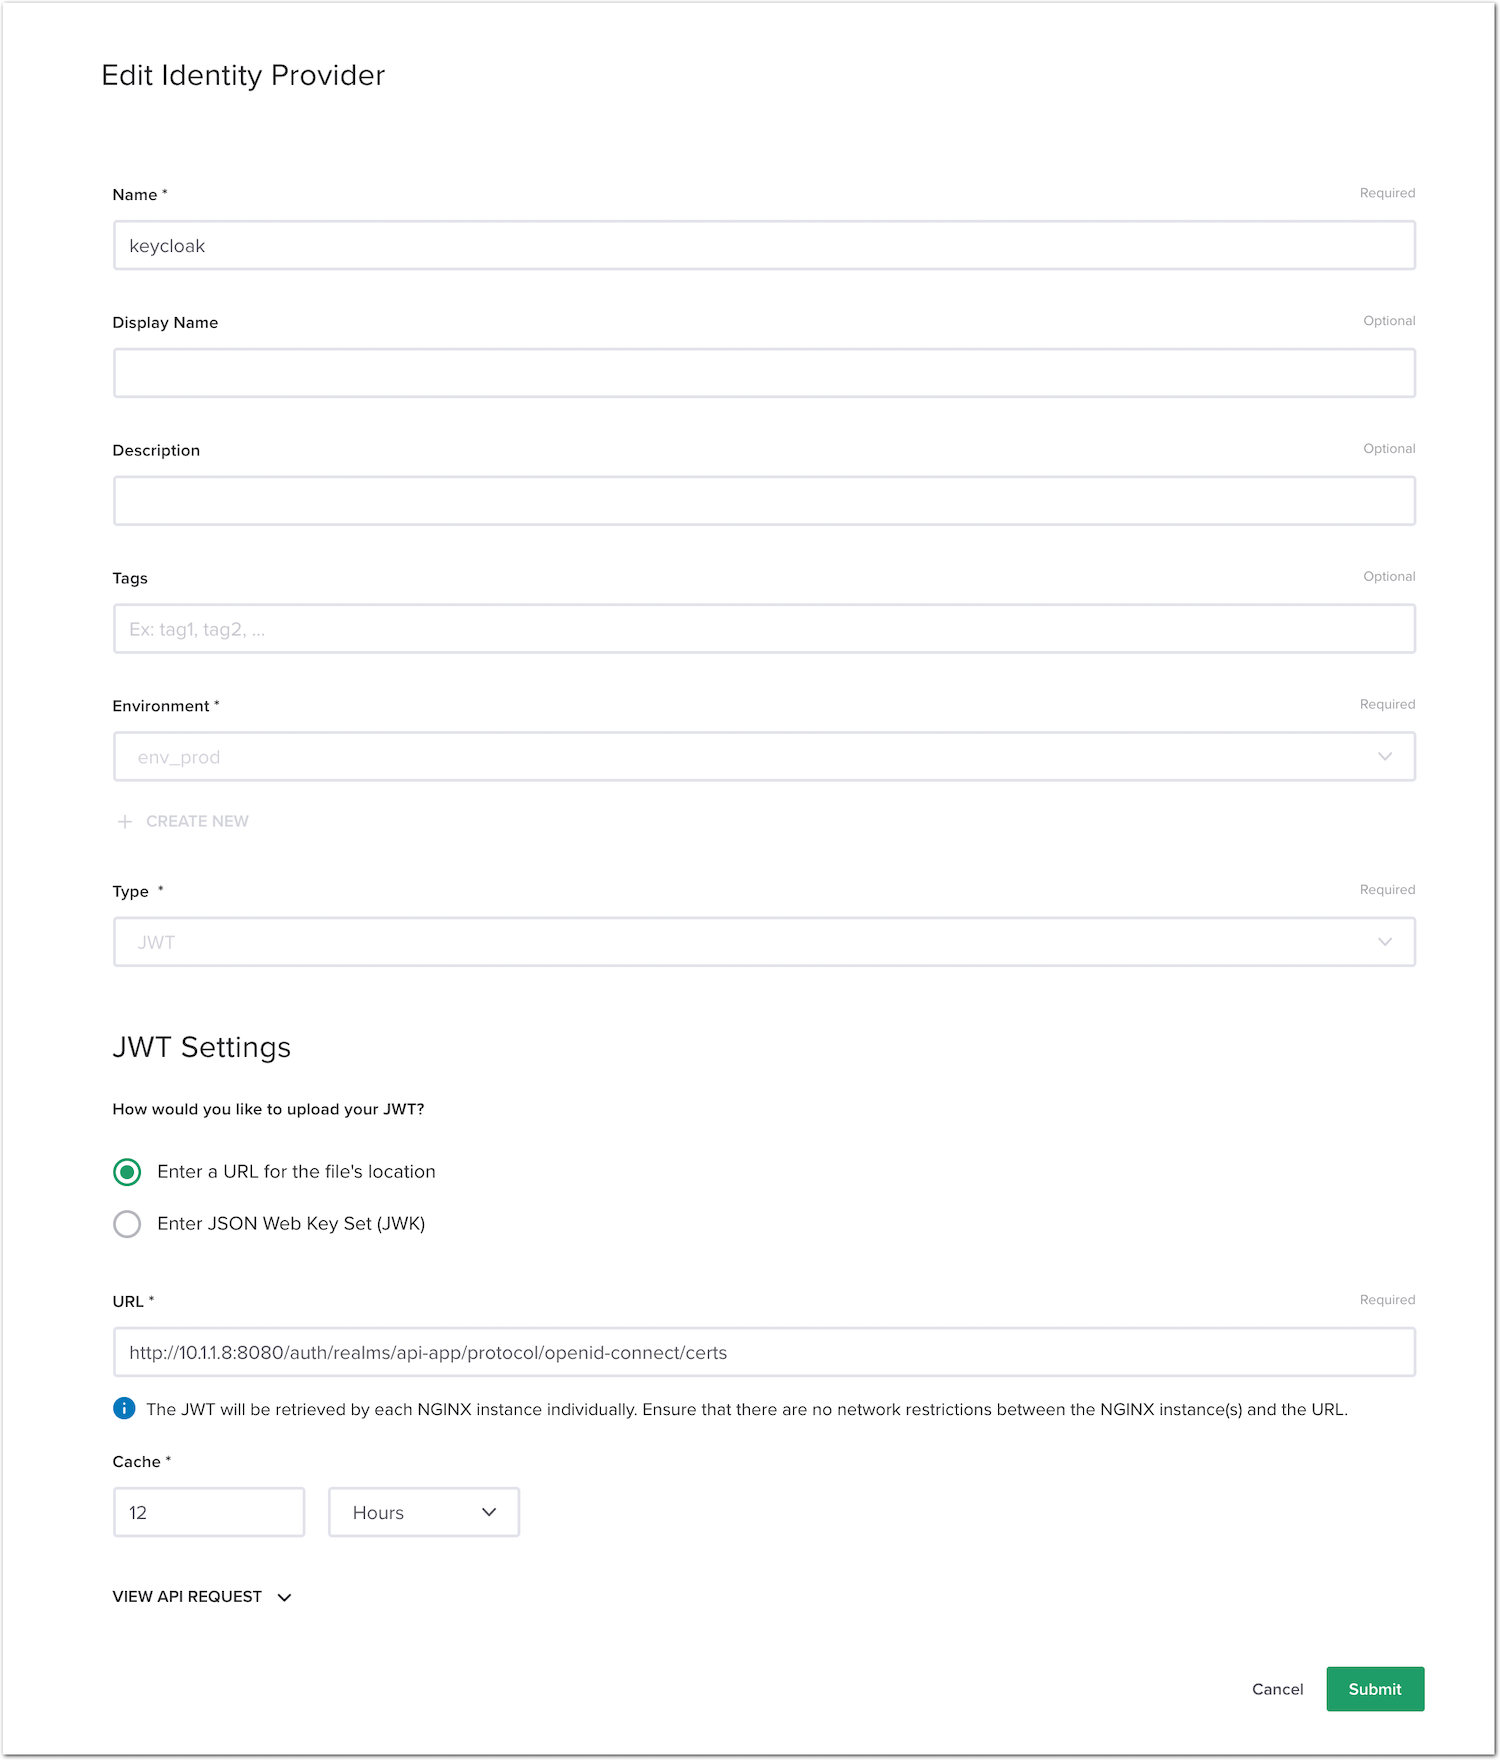 Edit Identity Provider
Name * Required
keycloak
Display Name Optional
Description Optional
Tags Optional
Ex: tag1, tag2, ...
Environment * Required
env_prod
+ CREATE NEW
Type * Required
JWT
JWT Settings
How would you like to upload your JWT?
Enter a URL for the file's location
Enter JSON Web Key Set (JWK)
URL * Required
http://10.1.1.8:8080/auth/realms/api-app/protocol/openid-connect/certs
The JWT will be retrieved by each NGINX instance individually. Ensure that there are no network restrictions between the NGINX instance(s) and the URL.
Cache *
12 Hours
VIEW API REQUEST
Cancel Submit